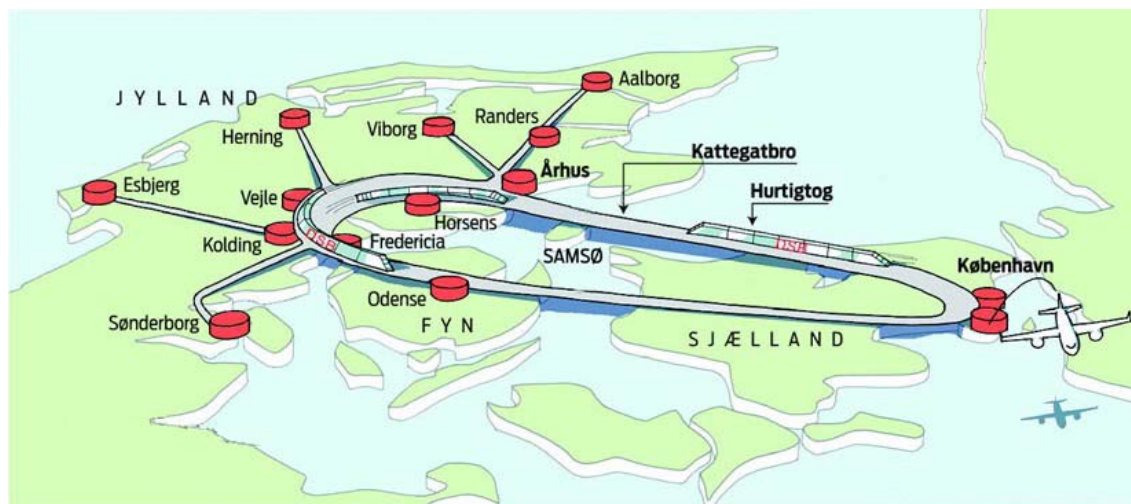 Aalborg
JYLLAND
Randers
Herning
Viborg
Århus
Kattegatbro
Esbjerg
Vejle
Hurtigtog
Horsens
DSB
Kolding
DSB
Fredericia
SAMSØ
København
Odense
Sønderborg
FYN
SJÆLLAND